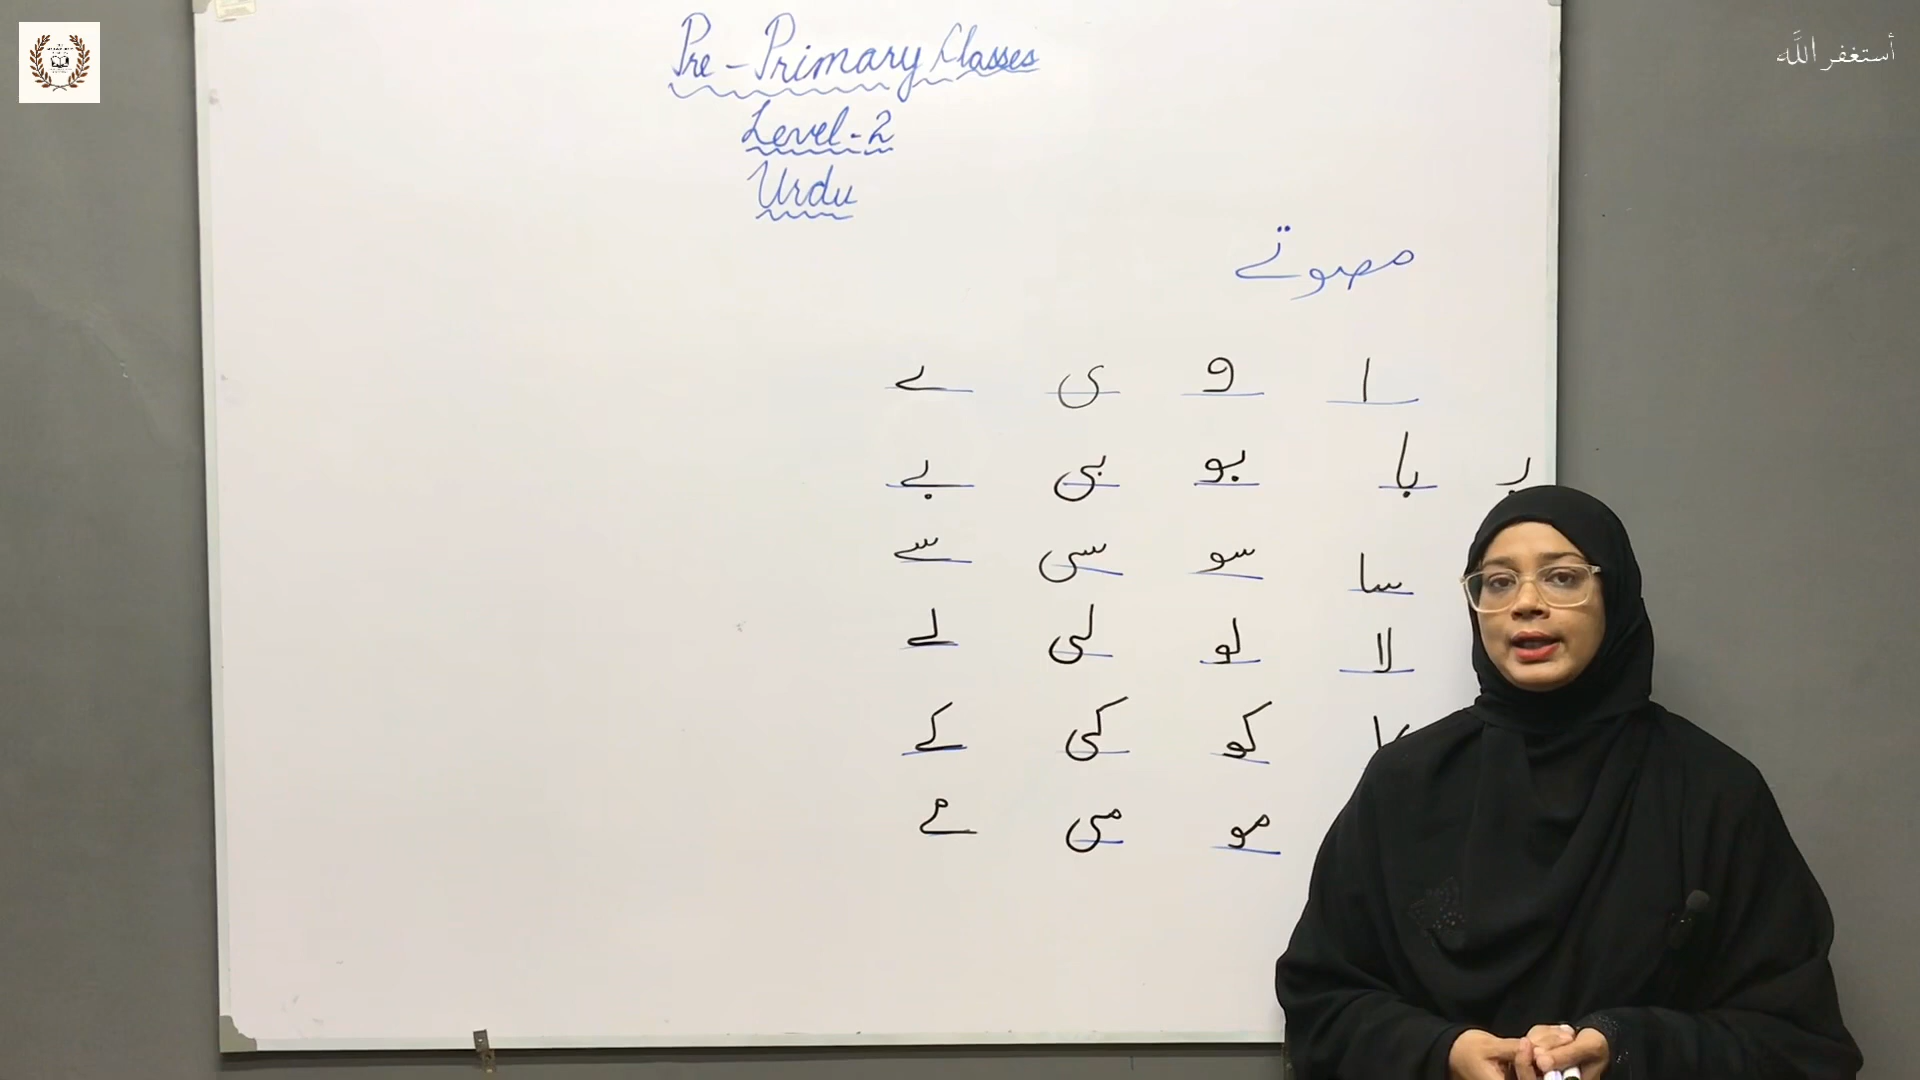 أستغفر الله
Pre-Primary Classes
Level-2
Urdu
مصوتے
ا و ی ے
با بو بی بے
سا سو سی سے
لا لو لی لے
کو کی کے
مو می مے